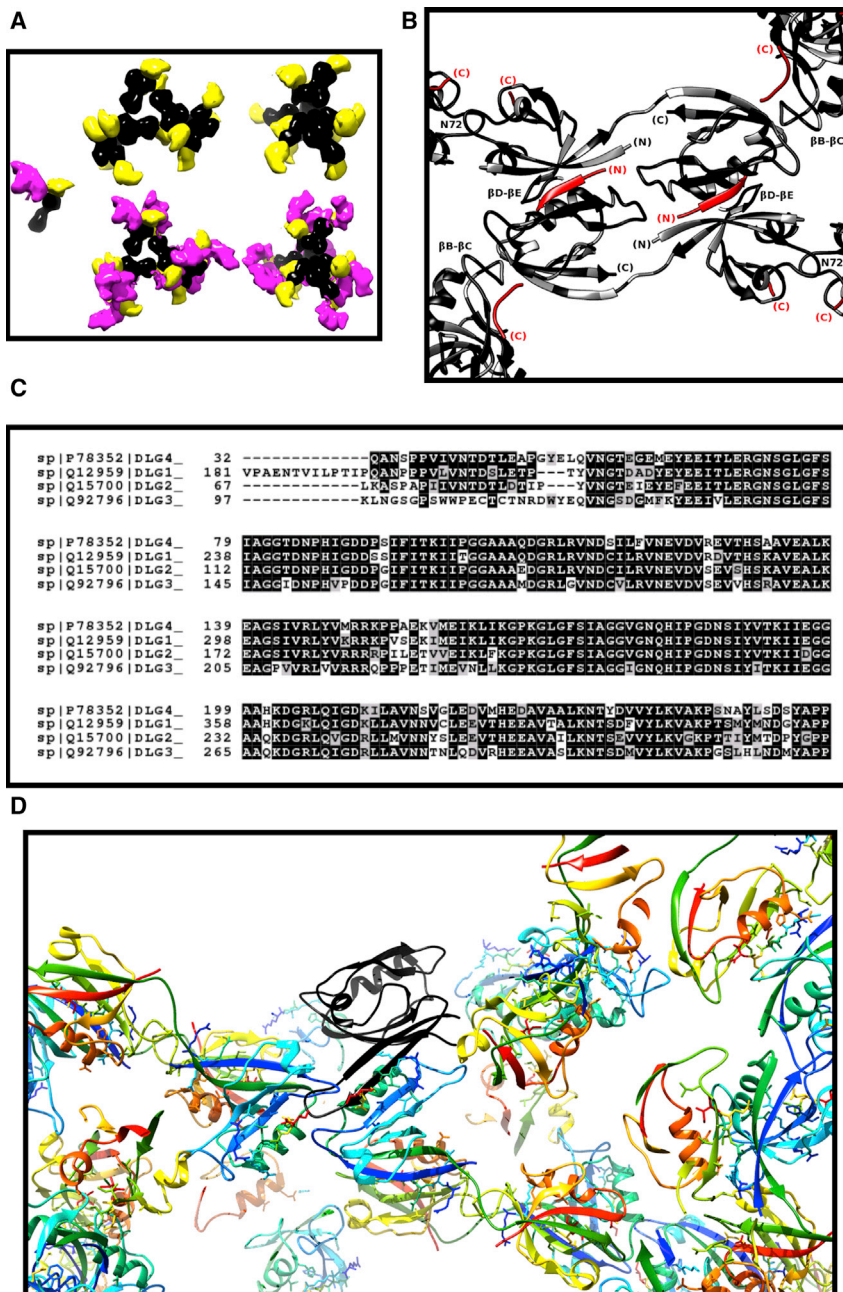 A
B
(C)
(C)
(C)
N72
(C)
βB-βC
(N)
(N)
βD-βE
βD-βE
(N)
βB-βC
(N)
(C)
N72
(C)
(C)
(C)
C
sp|P78352|DLG4_ 32 -------------QANSPPVIVNTDTLEAPGYELQVNGTEGEMEYEEITLERGNSGLGFS
sp|Q12959|DLG1_ 181 VPAENTVILPTIPQANPPPVLVNTDSLETP---TYVNGTDADYEYEEITLERGNSGLGFS
sp|Q15700|DLG2_ 67 -------------LKASPAPIIVNTDTLDTIP--YVNGTEIEYEFEEITLERGNSGLGFS
sp|Q92796|DLG3_ 97 -------------KLNGSGPSWWPECTCTNRDWYEQVNGSDGMFKYEEIVLERGNSGLGFS
sp|P78352|DLG4_ 79 IAGGTDNPHIGDDPSIFITKIIPGGAAAQDGRLRVNDSILFVNEVDVREVTHSAAVEALK
sp|Q12959|DLG1_ 238 IAGGTDNPHIGDDSSIFITKIITGGAAAQDGRLRVNDCILRVNEVDVRDVTHSKAVEALK
sp|Q15700|DLG2_ 112 IAGGTDNPHIGDDPGIFITKIIPGGAAAEDGRLRVNDCILRVNEVDVSEVSHSKAVEALK
sp|Q92796|DLG3_ 145 IAGGIDNPHVPDDPGIFITKIIPGGAAAMDGRLGVNDCVLRVNEVDVSEVVHSRAVEALK
sp|P78352|DLG4_ 139 EAGSIVRLYVMRRKPPAEKVMEIKLIKGPKGLGFSIAGGVGNQHIPGDNSIYVTKIIEGG
sp|Q12959|DLG1_ 298 EAGSIVRLYVKRRKPVSEKIMEIKLIKGPKGLGFSIAGGVGNQHIPGDNSIYVTKIIEGG
sp|Q15700|DLG2_ 172 EAGSIVRLYVRRRRPILETVVEIKLFKGPKGLGFSIAGGVGNQHIPGDNSIYVTKIIDGG
sp|Q92796|DLG3_ 205 EAGPVVRLVVRRRQPPPETIMEVNLLKGPKGLGFSIAGGIGNQHIPGDNSIYITKIIEGG
sp|P78352|DLG4_ 199 AAHKDGRLQIGDKILAVNSVGLEDVMHEDAVAALKNTYDVVYLKVAKPSNAYLSDSYAPP
sp|Q12959|DLG1_ 358 AAHKDGKLQIGDKLLAVNNVCLEEVTHEEAVTALKNTSDFVYLKVAKPTSMYMNDGYAPP
sp|Q15700|DLG2_ 232 AAQKDGRLQVGDRLLMVNNYSLEEVTHEEAVAILKNTSEVVYLKVGKPTTIYMTDPYGPP
sp|Q92796|DLG3_ 265 AAQKDGRLQIGDRLLAVNNTNLQDVRHEEAVASLKNTSDMVYLKVAKPGSLHLNDMYAPP
D